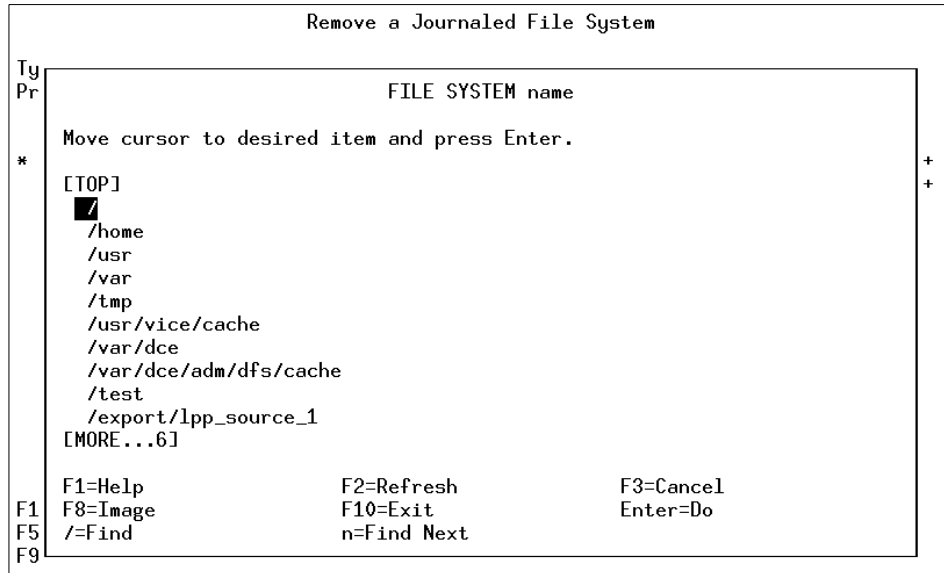 Remove a Journaled File System
Ty
Pr
FILE SYSTEM name
Move cursor to desired item and press Enter.
* +
[TOP] +
/
/home
/usr
/var
/tmp
/usr/vice/cache
/var/dce
/var/dce/adm/dfs/cache
/test
/export/lpp_source_1
[MORE...6]
F1=Help F2=Refresh F3=Cancel
F1 F8=Image F10=Exit Enter=Do
F5 /=Find n=Find Next
F9